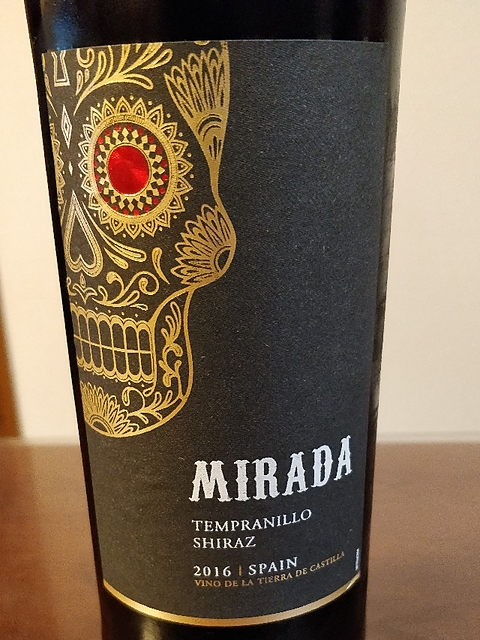 MIRADA
TEMPRANILLO
SHIRAZ
2016 | SPAIN
VINO DE LA TIERRA DE CASTILLA